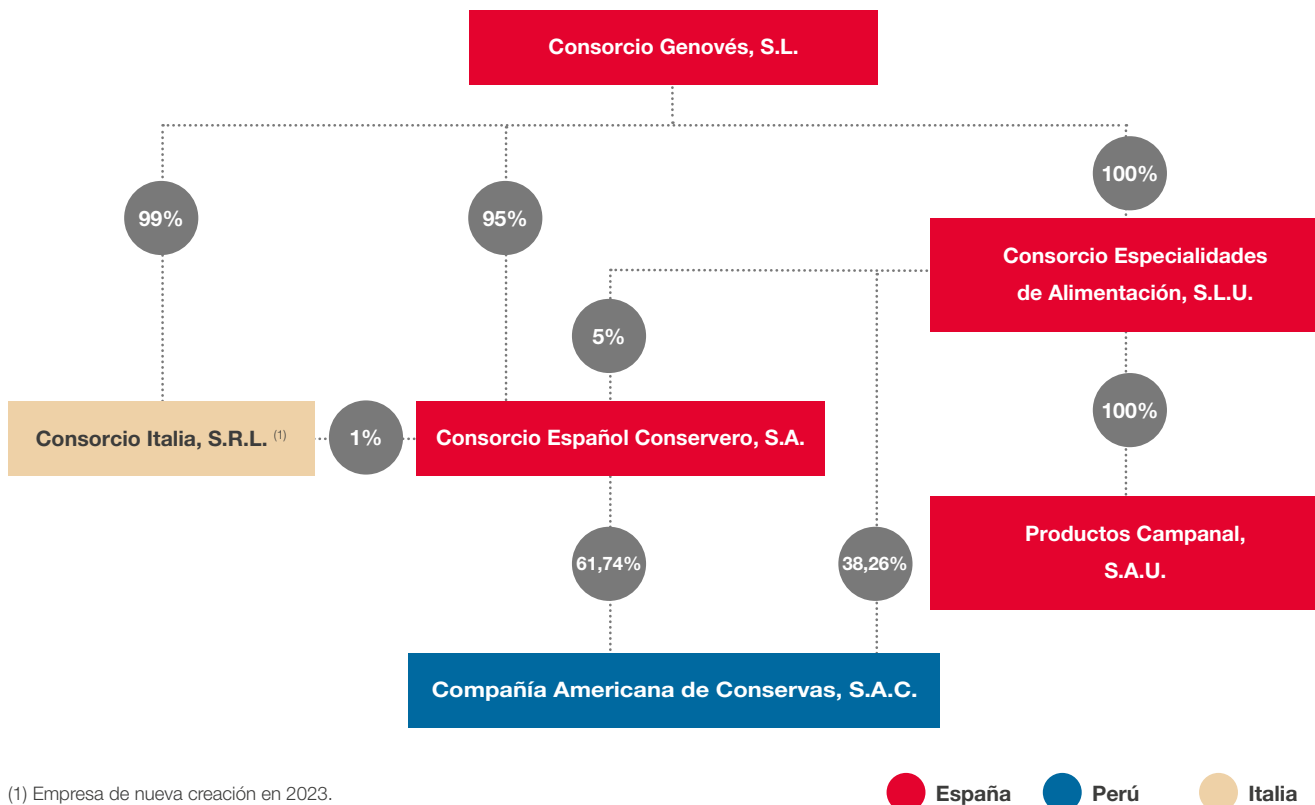 Consorcio Genovés, S.L.
100%
99%
95%
Consorcio Especialidades
de Alimentación, S.L.U.
5%
100%
Consorcio Italia, S.R.L. (1)
1%
Consorcio Español Conservero, S.A.
Productos Campanal,
S.A.U.
61,74%
38,26%
Compañía Americana de Conservas, S.A.C.
(1) Empresa de nueva creación en 2023.
España
Perú
Italia